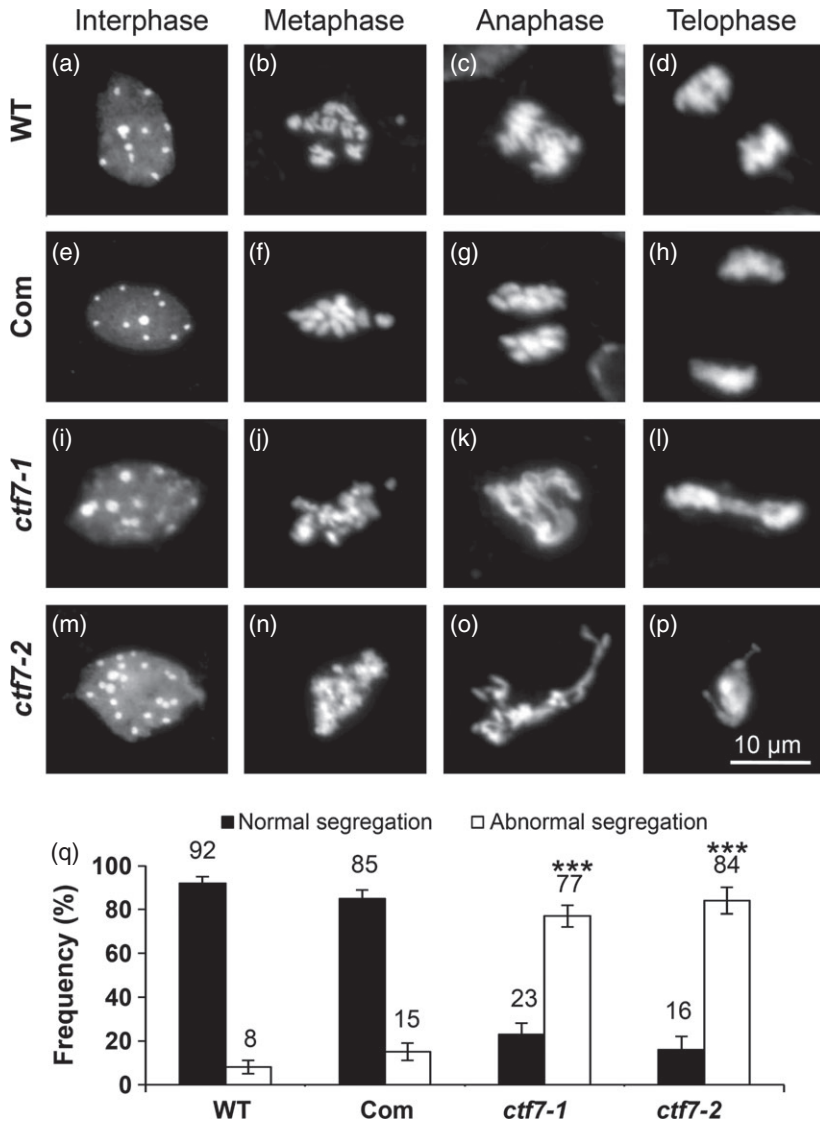 Interphase Metaphase Anaphase Telophase
WT
(a) (b) (c) (d)
Com
(e) (f) (g) (h)
ctf7-1
(i) (j) (k) (l)
ctf7-2
(m) (n) (o) (p)
10 µm
Normal segregation Abnormal segregation
(q)
Frequency (%)
100
80
60
40
20
0
92 8 85 15 23 *** 77 16 *** 84
WT Com ctf7-1 ctf7-2